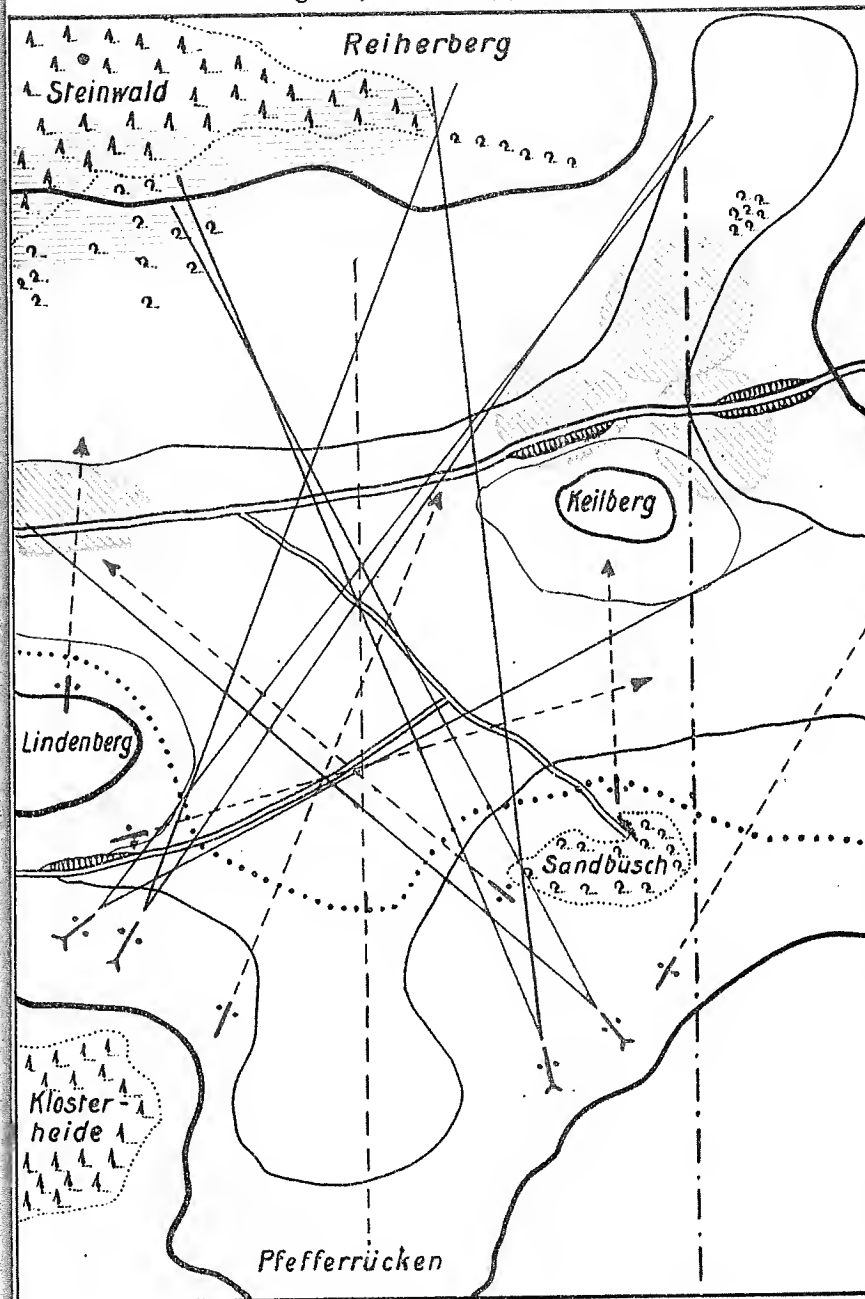 Reiherberg
Steinwald
Keilberg
Lindenberg
Sandbusch
Kloster-
heide
Pfefferrücken